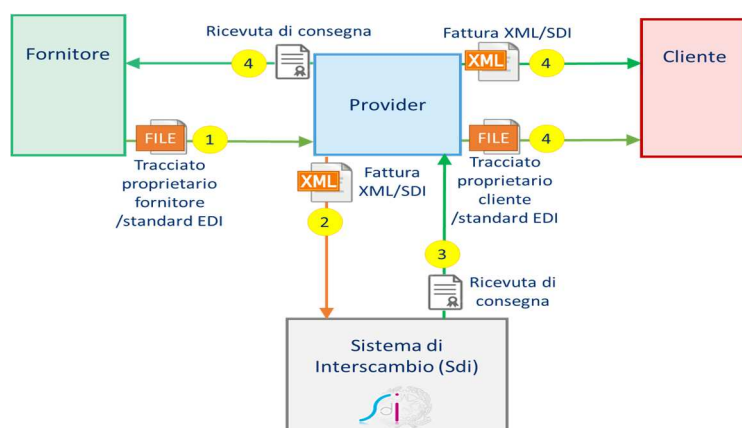 Fornitore
Ricevuta di consegna
4
Fattura XML/SDI
XML
4
Cliente
Provider
FILE
1
Tracciato
proprietario
fornitore
/standard EDI
FILE
4
Tracciato
proprietario
cliente
/standard EDI
XML
Fattura
XML/SDI
2
3
Ricevuta di
consegna
Sistema di
Interscambio (Sdi)
Sdi